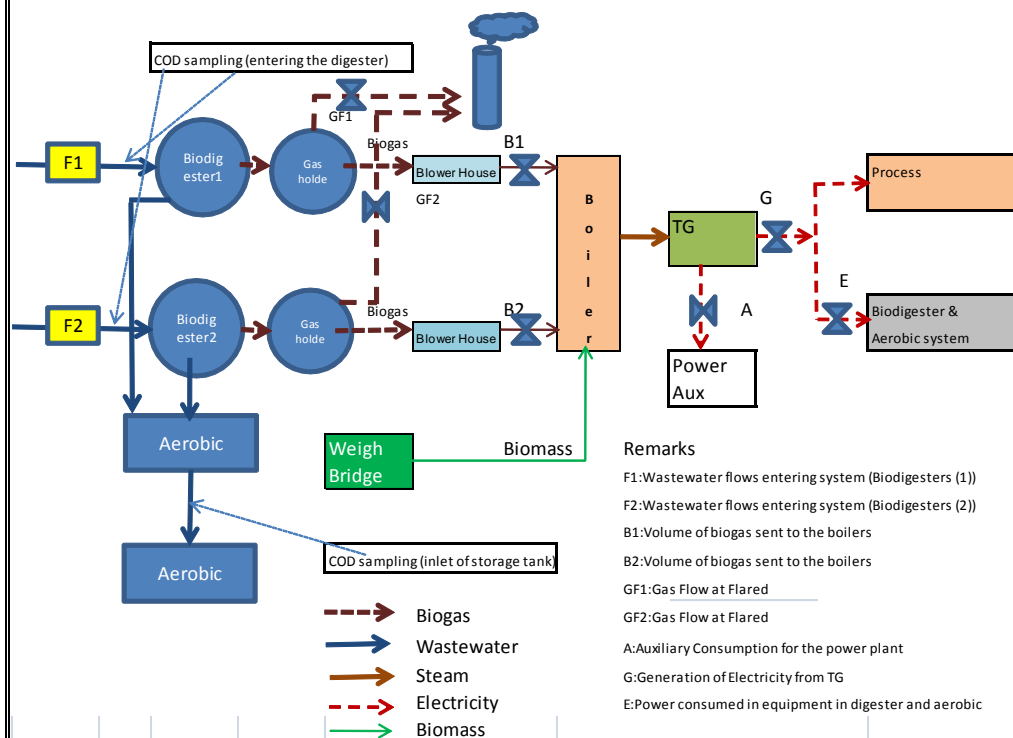 COD sampling (entering the digester)
GF1
F1
Biodig
ester1
Gas
holde
Biogas
Blower House
B1
GF2
B
o
i
l
e
r
TG
G
Process
E
Biodigester &
Aerobic system
A
Power
Aux
F2
Biodig
ester2
Gas
holde
Biogas
Blower House
B2
Aerobic
Weigh
Bridge
Biomass
Aerobic
COD sampling (inlet of storage tank)
Biogas
Wastewater
Steam
Electricity
Biomass
Remarks
F1:Wastewater flows entering system (Biodigesters (1))
F2:Wastewater flows entering system (Biodigesters (2))
B1:Volume of biogas sent to the boilers
B2:Volume of biogas sent to the boilers
GF1:Gas Flow at Flared
GF2:Gas Flow at Flared
A:Auxiliary Consumption for the power plant
G:Generation of Electricity from TG
E:Power consumed in equipment in digester and aerobic